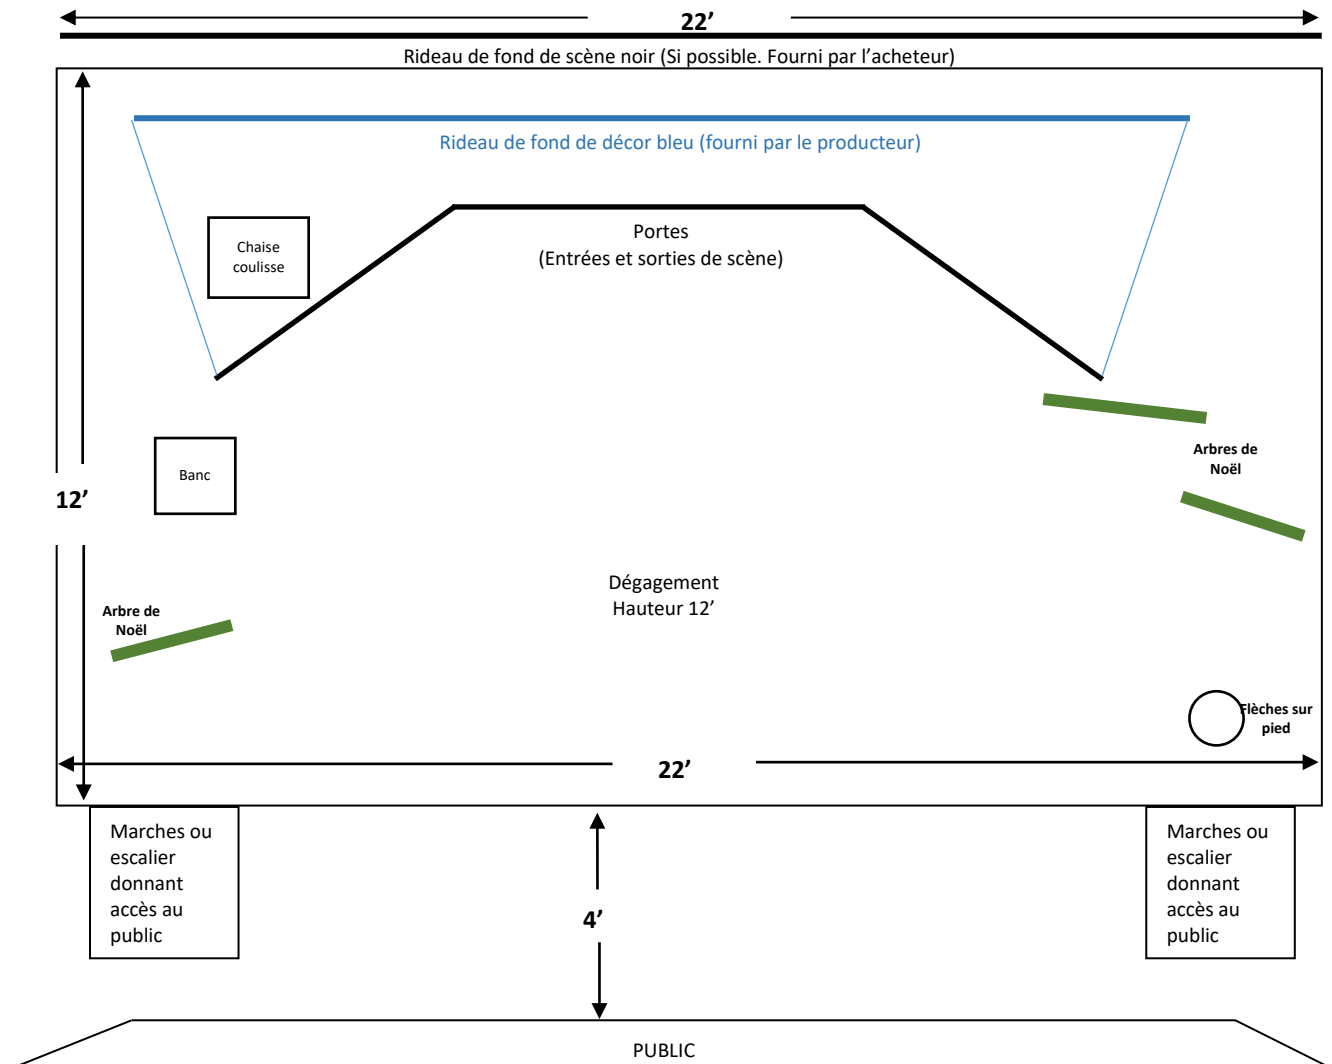 22’
Rideau de fond de scène noir (Si possible. Fourni par l’acheteur)
Rideau de fond de décor bleu (fourni par le producteur)
Portes
(Entrées et sorties de scène)
Chaise
coulisse
Banc
12’
Arbres de
Noël
Dégagement
Hauteur 12’
Arbre de
Noël
Flèches sur
pied
22’
Marches ou
escalier
donnant
accès au
public
4’
Marches ou
escalier
donnant
accès au
public
PUBLIC